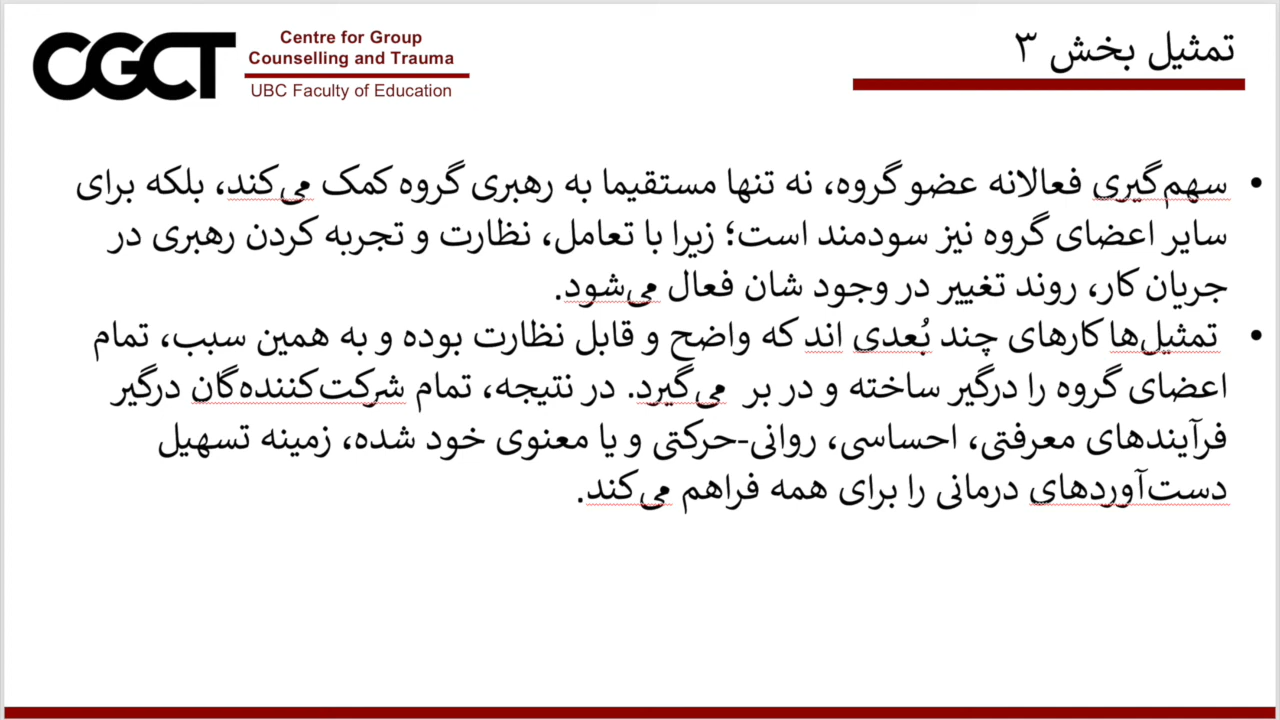 CGCT
Centre for Group
Counselling and Trauma
UBC Faculty of Education
تمثیل بخش ۳
• سهم‌گیری فعالانه عضو گروه، نه تنها مستقیما به رهبری گروه کمک می‌کند، بلکه برای
سایر اعضای گروه نیز سودمند است؛ زیرا با تعامل، نظارت و تجربه کردن رهبری در
جریان کار، روند تغییر در وجود شان فعال می‌شود.
• تمثیل‌ها کارهای چند بُعدی اند که واضح و قابل نظارت بوده و به همین سبب، تمام
اعضای گروه را درگیر ساخته و در بر می‌گیرد. در نتیجه، تمام شرکت‌کننده‌گان درگیر
فرآیندهای معرفتی، احساسی، روانی-حرکتی و یا معنوی خود شده، زمینه تسهیل
دست‌آوردهای درمانی را برای همه فراهم می‌کند.